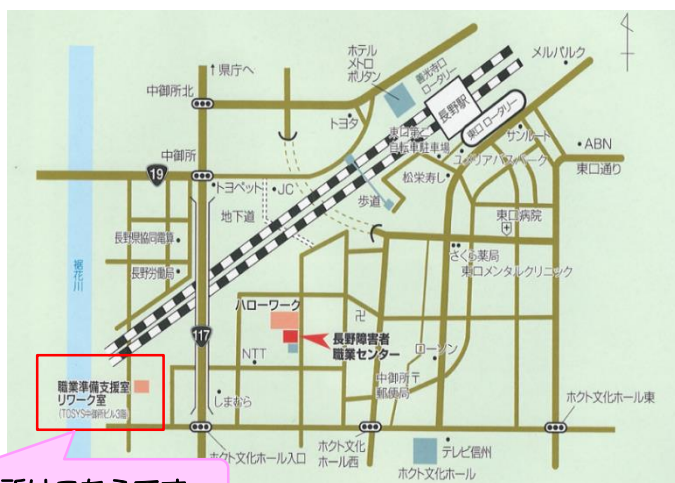 ホテル
メトロ
ポリタン
善光寺口
ロータリー
メルパルク
↑県庁へ
中御所北
長野駅
東口 ロータリー
トヨタ
東口第二
自転車駐車場
サンルート
ABN
ユメリアバスパーク
東口通り
中御所
19
トヨペット
JC
松栄寿し
歩道
地下道
東口病院
長野県協同電算
さくら薬局
東口メンタルクリニック
裾花川
長野労働局
ハローワーク
卍
117
長野障害者
職業センター
NTT
ローソン
職業準備支援室
リワーク室
(TOSYS中御所ビル3階)
しまむら
中御所〒
郵便局
ホクト文化ホール東
ホクト文化ホール入口
ホクト文化
ホール西
テレビ信州
ホクト文化ホール
所はこちらです